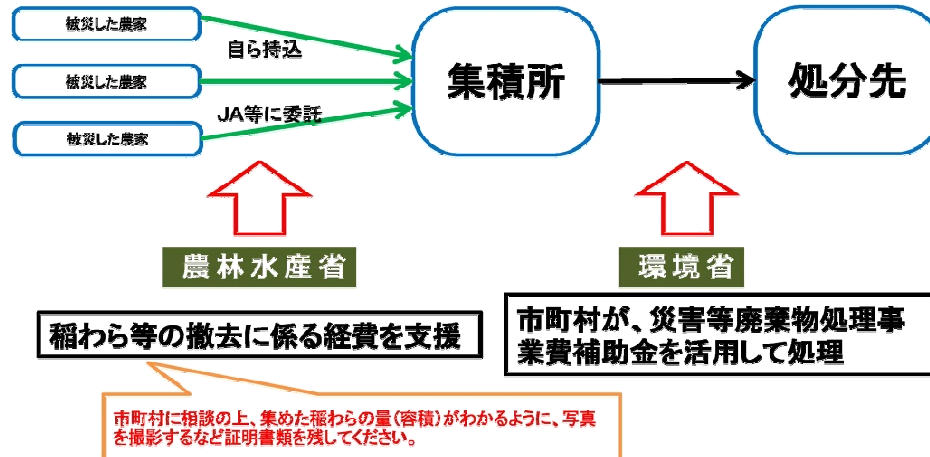 被災した農家
被災した農家
被災した農家
自ら持込
JA等に委託
集積所
処分先
農林水産省
環境省
稲わら等の撤去に係る経費を支援
市町村が、災害等廃棄物処理事
業費補助金を活用して処理
市町村に相談の上、集めた稲わらの量(容積)がわかるように、写真
を撮影するなど証明書類を残してください。